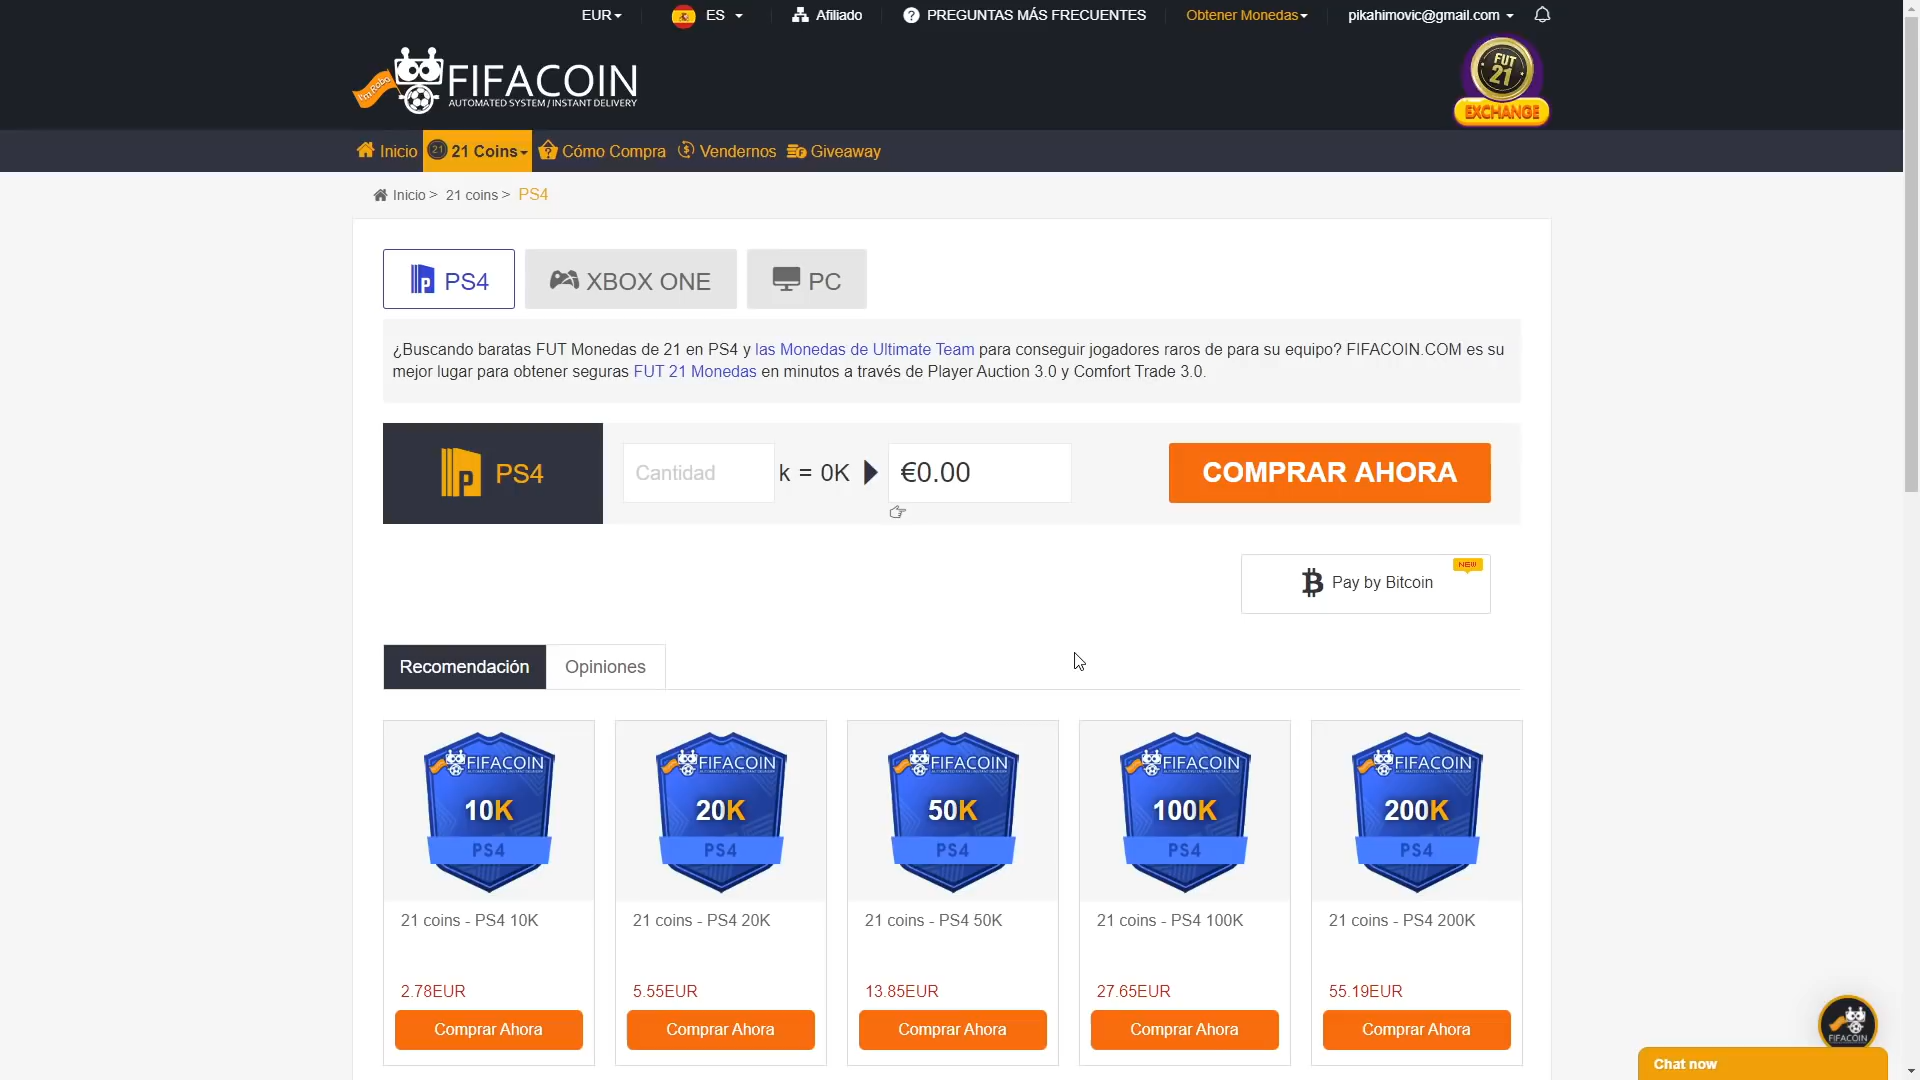 EUR
ES
Afiliado
PREGUNTAS MÁS FRECUENTES
Obtener Monedas
pikahimovic@gmail.com
I'm Robo
FIFACOIN
AUTOMATED SYSTEM / INSTANT DELIVERY
FUT
21
EXCHANGE
Inicio
21
21 Coins
Cómo Compra
Vendernos
Giveaway
Inicio >
21 coins >
PS4
PS4
XBOX ONE
PC
¿Buscando baratas FUT Monedas de 21 en PS4 y las Monedas de Ultimate Team para conseguir jogadores raros de para su equipo? FIFACOIN.COM es su
mejor lugar para obtener seguras FUT 21 Monedas en minutos a través de Player Auction 3.0 y Comfort Trade 3.0.
PS4
Cantidad
k = 0K
€0.00
COMPRAR AHORA
NEW
Pay by Bitcoin
Recomendación
Opiniones
FIFACOIN
10K
PS4
21 coins - PS4 10K
2.78EUR
Comprar Ahora
FIFACOIN
20K
PS4
21 coins - PS4 20K
5.55EUR
Comprar Ahora
FIFACOIN
50K
PS4
21 coins - PS4 50K
13.85EUR
Comprar Ahora
FIFACOIN
100K
PS4
21 coins - PS4 100K
27.65EUR
Comprar Ahora
FIFACOIN
200K
PS4
21 coins - PS4 200K
55.19EUR
Comprar Ahora
FIFACOIN
Chat now